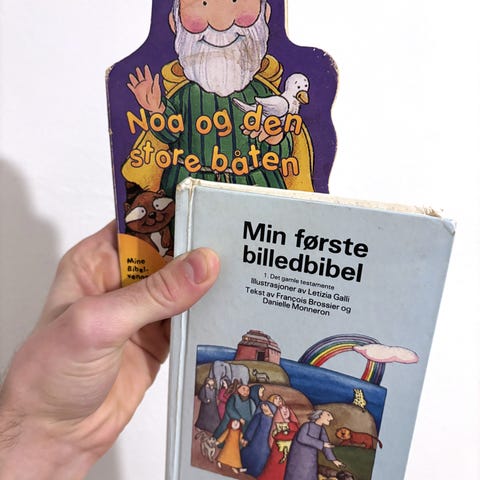 Noa og den
store båten
Mine
Bibel-
venner
Min første
billedbibel
1. Det gamle testamente
Illustrasjoner av Letizia Galli
Tekst av François Brossier og
Danielle Monneron